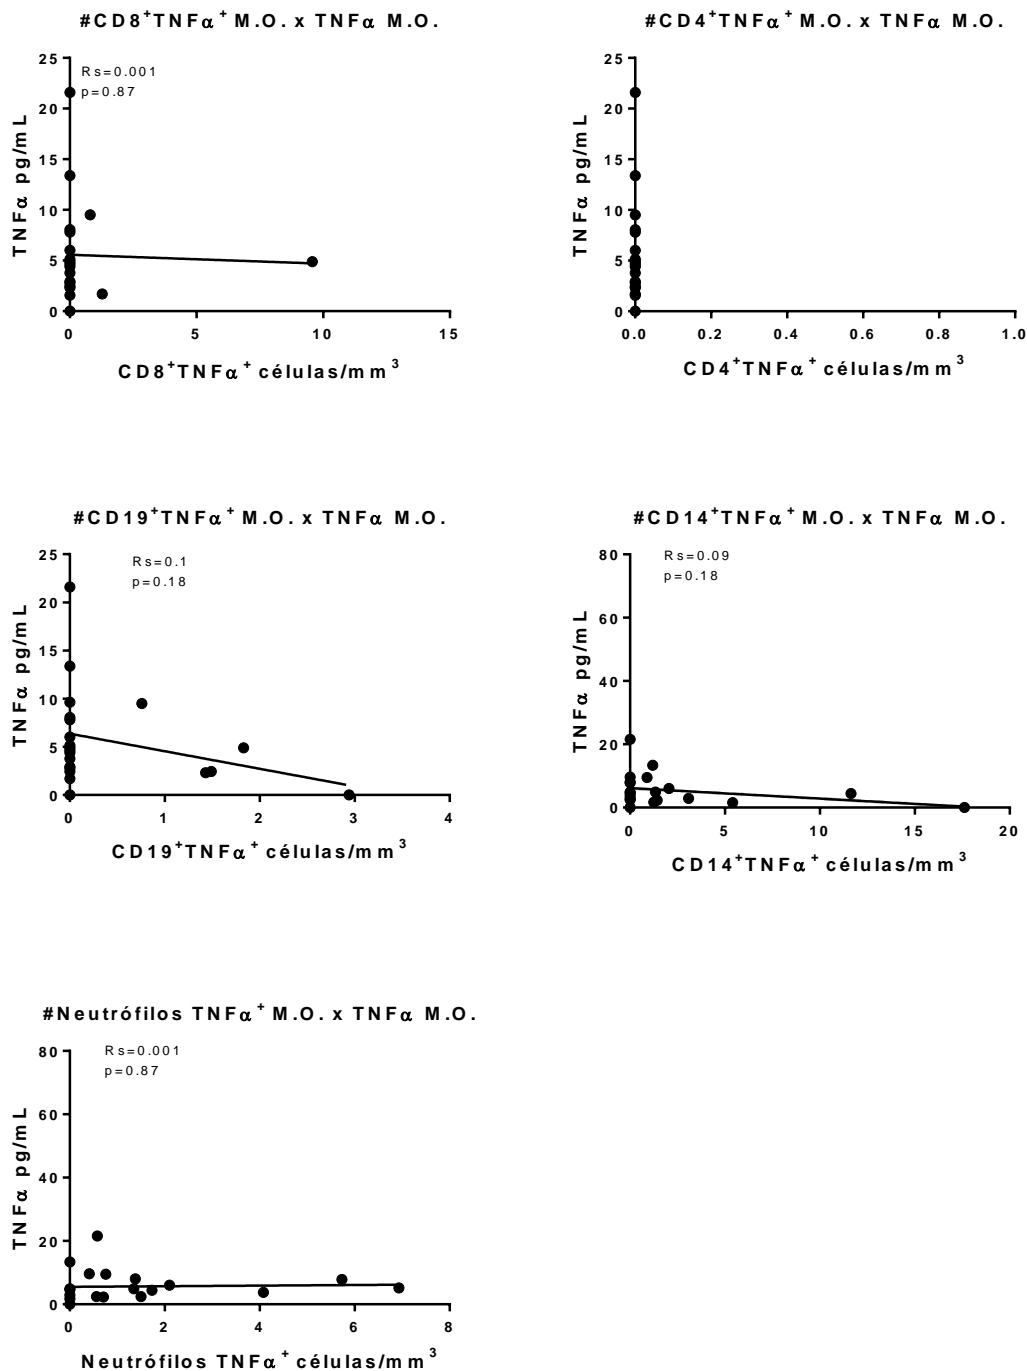 #CD8⁺TNFα⁺ M.O. x TNFα M.O.
25
20
15
10
5
0
TNFα pg/mL
Rs=0.001
p=0.87
0 5 10 15
CD8⁺TNFα⁺ células/mm³
#CD4⁺TNFα⁺ M.O. x TNFα M.O.
25
20
15
10
5
0
TNFα pg/mL
0.0 0.2 0.4 0.6 0.8 1.0
CD4⁺TNFα⁺ células/mm³
#CD19⁺TNFα⁺ M.O. x TNFα M.O.
25
20
15
10
5
0
TNFα pg/mL
Rs=0.1
p=0.18
0 1 2 3 4
CD19⁺TNFα⁺ células/mm³
#CD14⁺TNFα⁺ M.O. x TNFα M.O.
80
60
40
20
0
TNFα pg/mL
Rs=0.09
p=0.18
0 5 10 15 20
CD14⁺TNFα⁺ células/mm³
#Neutrófilos TNFα⁺ M.O. x TNFα M.O.
80
60
40
20
0
TNFα pg/mL
Rs=0.001
p=0.87
0 2 4 6 8
Neutrófilos TNFα⁺ células/mm³